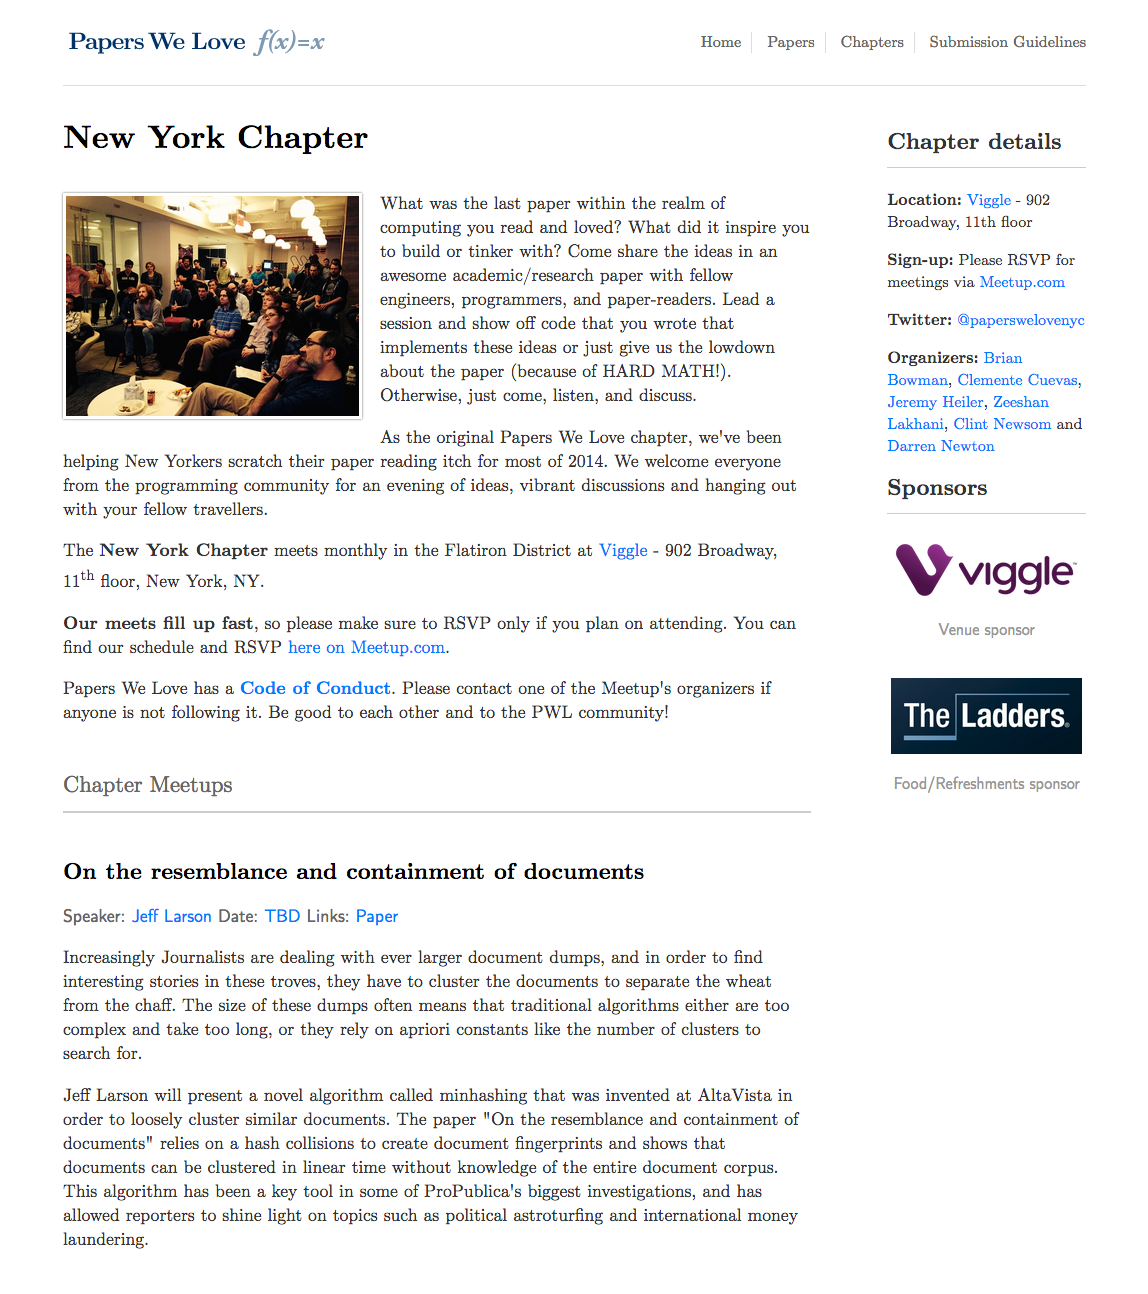 Papers We Love f(x)=x
Home
Papers
Chapters
Submission Guidelines
New York Chapter
What was the last paper within the realm of
computing you read and loved? What did it inspire you
to build or tinker with? Come share the ideas in an
awesome academic/research paper with fellow
engineers, programmers, and paper-readers. Lead a
session and show off code that you wrote that
implements these ideas or just give us the lowdown
about the paper (because of HARD MATH!).
Otherwise, just come, listen, and discuss.
As the original Papers We Love chapter, we've been
helping New Yorkers scratch their paper reading itch for most of 2014. We welcome everyone
from the programming community for an evening of ideas, vibrant discussions and hanging out
with your fellow travellers.
The New York Chapter meets monthly in the Flatiron District at Viggle - 902 Broadway,
11th floor, New York, NY.
Our meets fill up fast, so please make sure to RSVP only if you plan on attending. You can
find our schedule and RSVP here on Meetup.com.
Papers We Love has a Code of Conduct. Please contact one of the Meetup's organizers if
anyone is not following it. Be good to each other and to the PWL community!
Chapter Meetups
On the resemblance and containment of documents
Speaker: Jeff Larson Date: TBD Links: Paper
Increasingly Journalists are dealing with ever larger document dumps, and in order to find
interesting stories in these troves, they have to cluster the documents to separate the wheat
from the chaff. The size of these dumps often means that traditional algorithms either are too
complex and take too long, or they rely on apriori constants like the number of clusters to
search for.
Jeff Larson will present a novel algorithm called minhashing that was invented at AltaVista in
order to loosely cluster similar documents. The paper "On the resemblance and containment of
documents" relies on a hash collisions to create document fingerprints and shows that
documents can be clustered in linear time without knowledge of the entire document corpus.
This algorithm has been a key tool in some of ProPublica's biggest investigations, and has
allowed reporters to shine light on topics such as political astroturfing and international money
laundering.
Chapter details
Location: Viggle - 902
Broadway, 11th floor
Sign-up: Please RSVP for
meetings via Meetup.com
Twitter: @paperswelovenyc
Organizers: Brian
Bowman, Clemente Cuevas,
Jeremy Heiler, Zeeshan
Lakhani, Clint Newsom and
Darren Newton
Sponsors
viggle
Venue sponsor
The Ladders.
Food/Refreshments sponsor